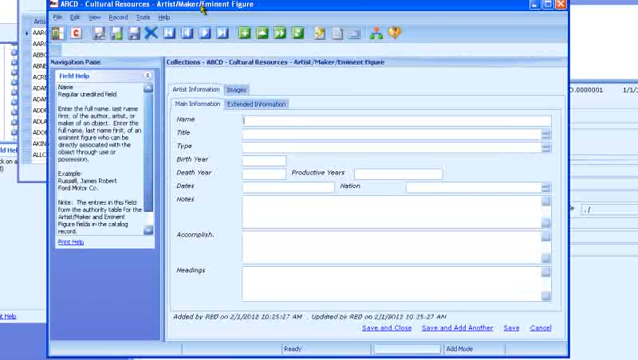 ABCD - Cultural Resources - Artist/Maker/Eminent Figure
File Edit View Record Tools Help
Navigation Pane
Collections - ABCD - Cultural Resources - Artist/Maker/Eminent Figure
Field Help
Name
Regular unedited field.
Enter the full name, last name
first, of the author, artist, or
maker of an object. Enter the
full name, last name first, of an
eminent figure who can be
directly associated with the
object through use or
possession.
Example:
Russell, James Robert
Ford Motor Co.
Note: The entries in this field
form the authority table for the
Artist/Maker and Eminent
Figure fields in the catalog
record.
Print Help
Artist Information Images
Main Information Extended Information
Name
Title
Type
Birth Year
Death Year Productive Years
Dates Nation
Notes
Accomplish.
Headings
Added by RED on 2/1/2012 10:25:27 AM , Updated by RED on 2/1/2012 10:25:27 AM
Save and Close Save and Add Another Save Cancel
Ready Add Mode